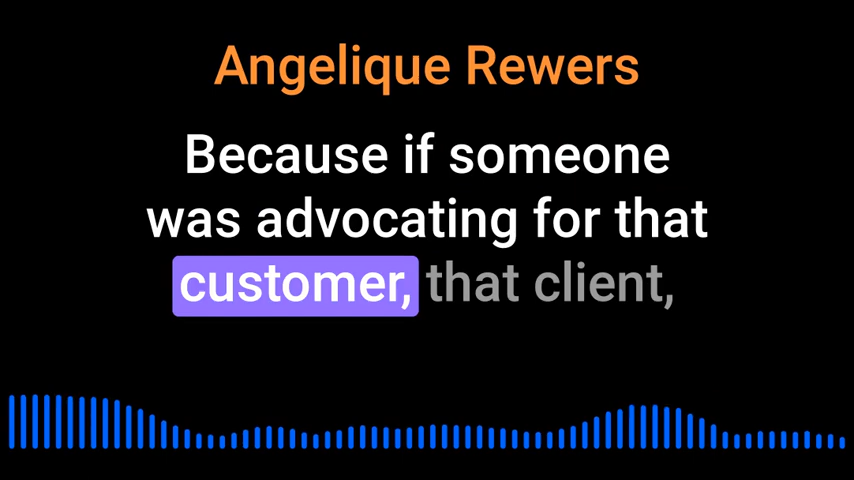 Angelique Rewers
Because if someone
was advocating for that
customer, that client,